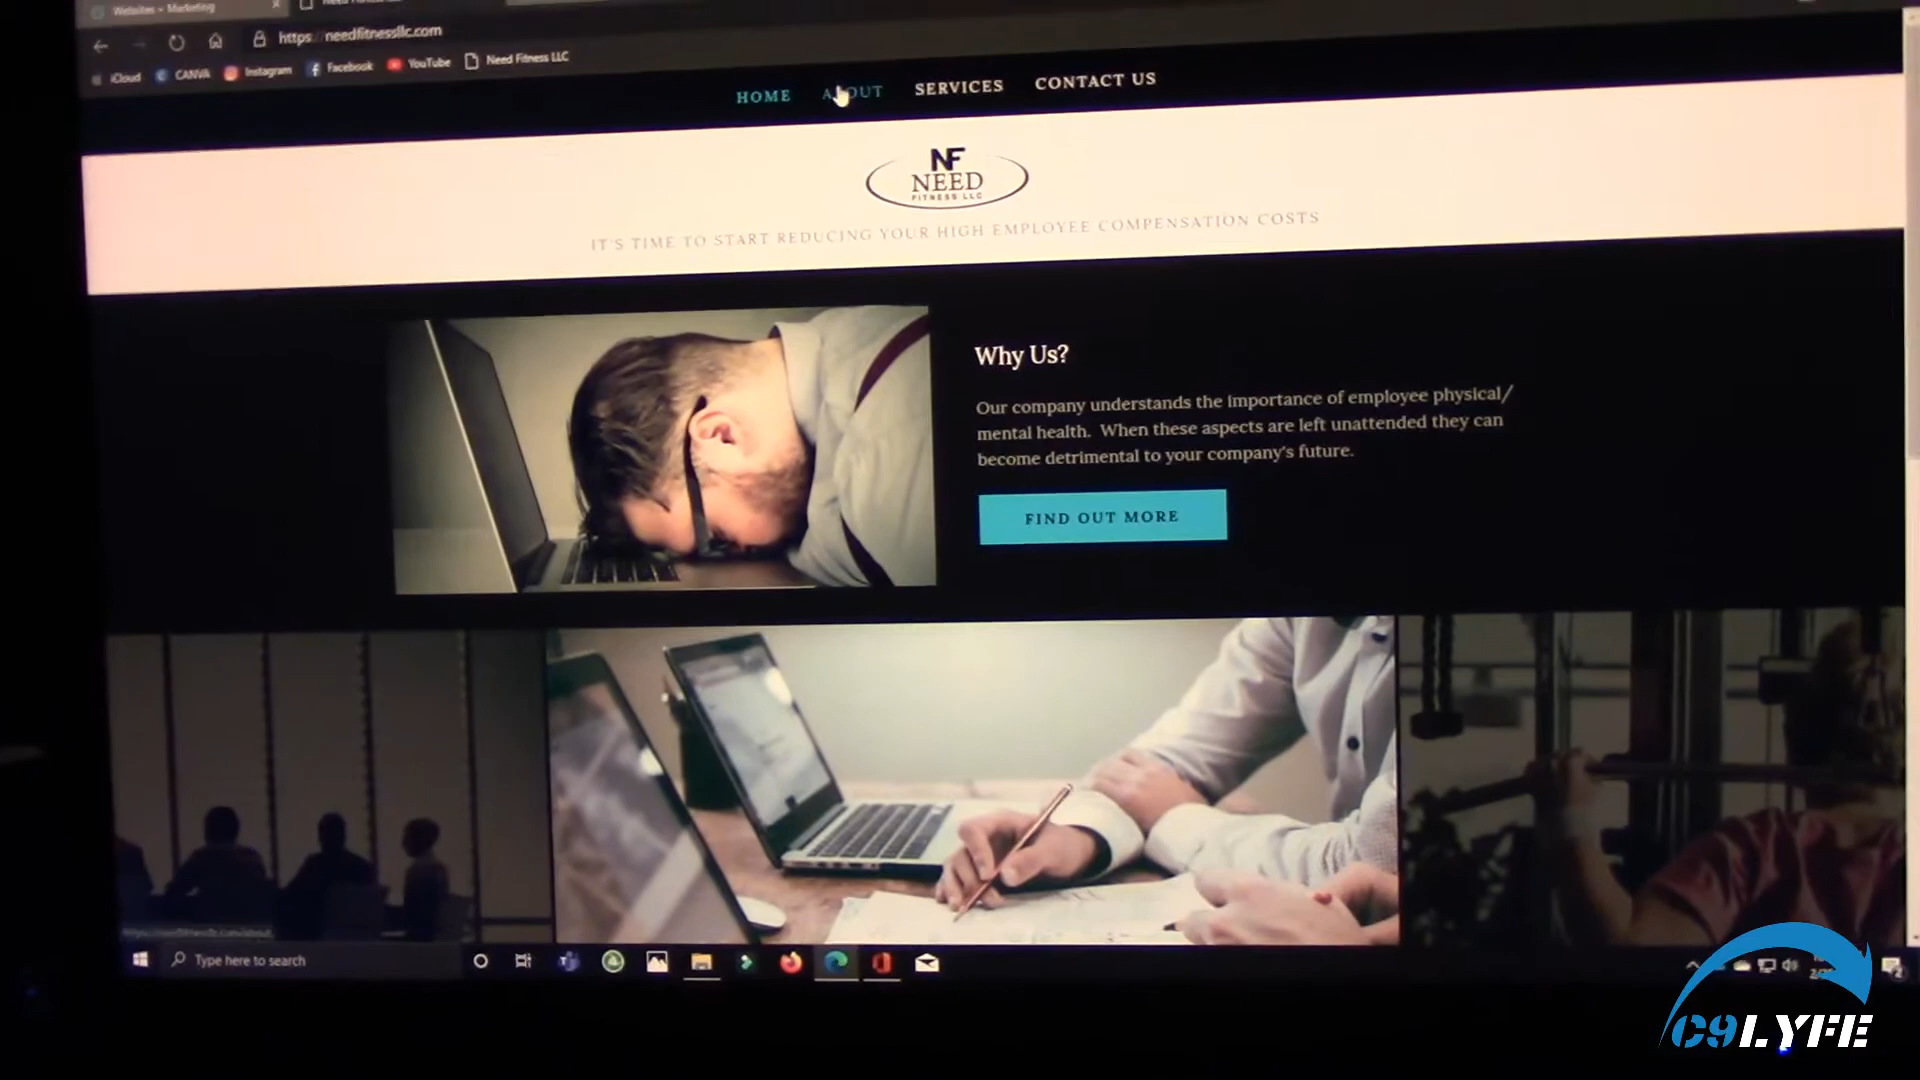 Websites + Marketing
https needfitnessllc.com
iCloud CANVA Instagram Facebook YouTube Need Fitness LLC
HOME ABOUT SERVICES CONTACT US
NF
NEED
FITNESS LLC
IT'S TIME TO START REDUCING YOUR HIGH EMPLOYEE COMPENSATION COSTS
Why Us?
Our company understands the importance of employee physical/
mental health. When these aspects are left unattended they can
become detrimental to your company's future.
FIND OUT MORE
Type here to search
C9LYFE